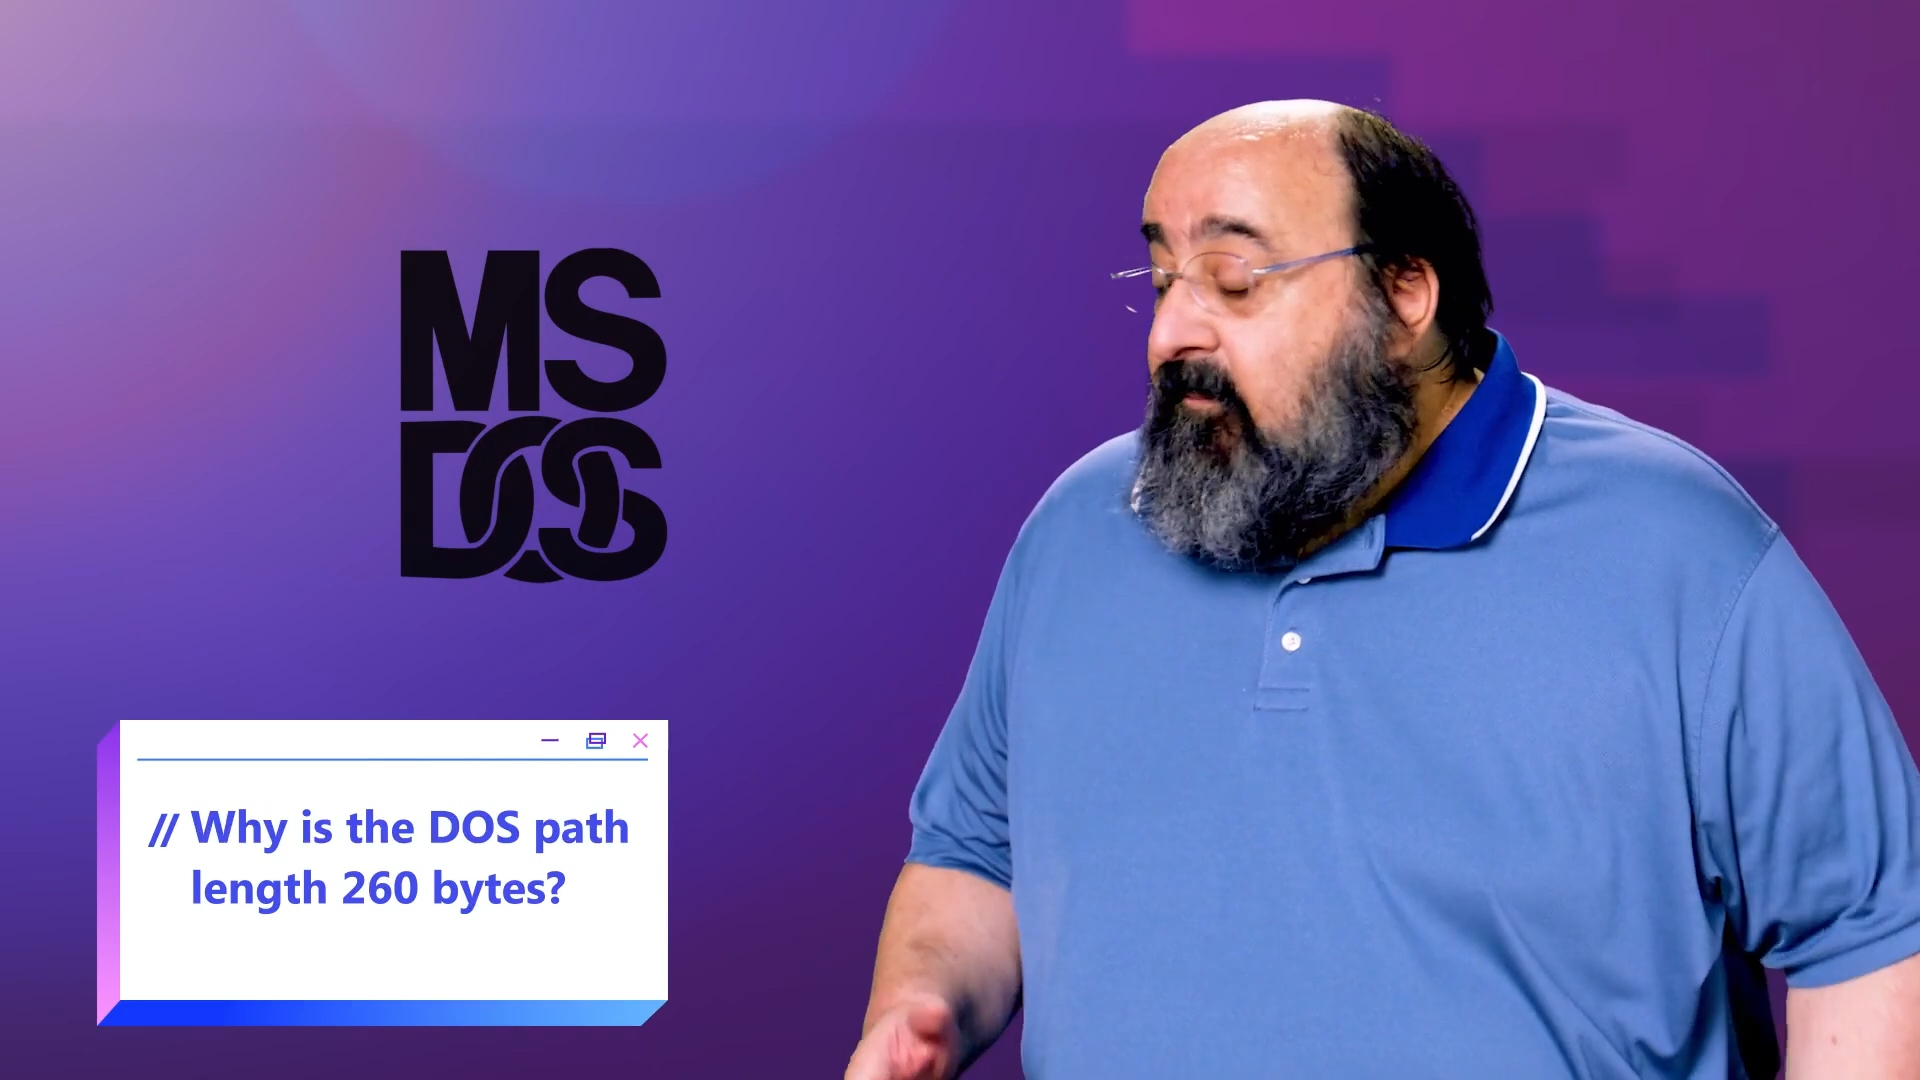 MS
DOS
// Why is the DOS path
length 260 bytes?